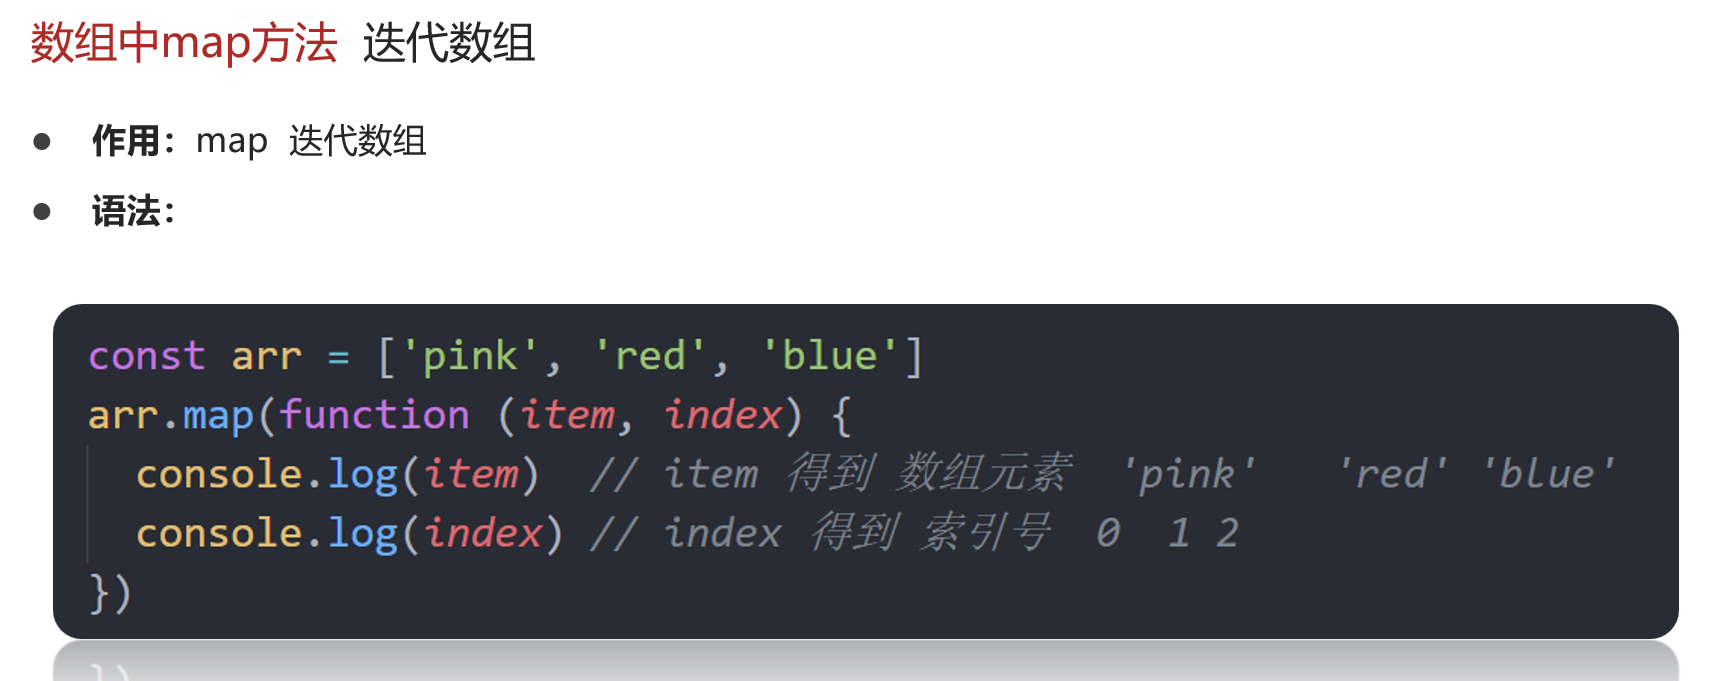 数组中map方法 迭代数组
● 作用：map 迭代数组
● 语法：
const arr = ['pink', 'red', 'blue']
arr.map(function (item, index) {
  console.log(item)  // item 得到 数组元素  'pink'   'red' 'blue'
  console.log(index) // index 得到 索引号  0  1 2
})